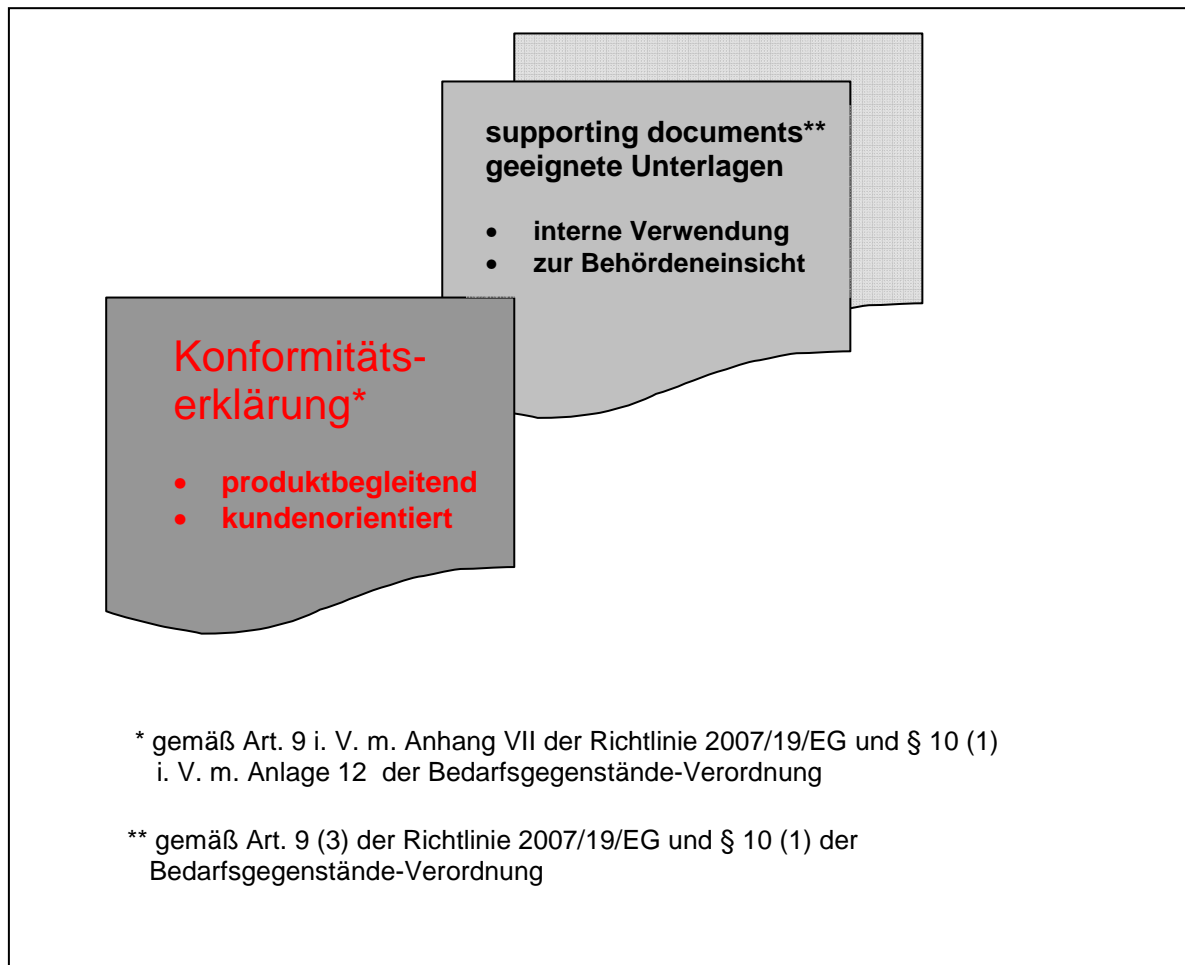 supporting documents**
geeignete Unterlagen
• interne Verwendung
• zur Behördeneinsicht
Konformitäts-
erklärung*
• produktbegleitend
• kundenorientiert
* gemäß Art. 9 i. V. m. Anhang VII der Richtlinie 2007/19/EG und § 10 (1)
i. V. m. Anlage 12 der Bedarfsgegenstände-Verordnung
** gemäß Art. 9 (3) der Richtlinie 2007/19/EG und § 10 (1) der
Bedarfsgegenstände-Verordnung